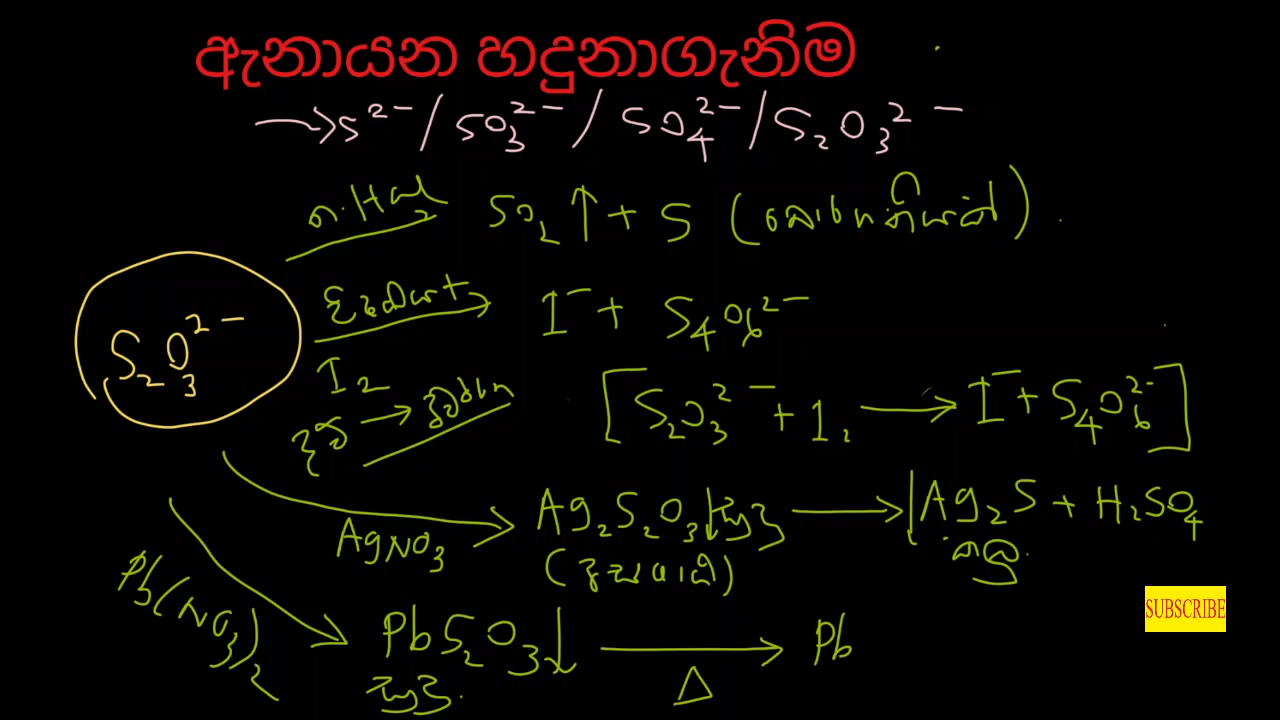 ඇනායන හදුනාගැනිම
→ S²⁻ / SO₃²⁻ / SO₄²⁻ / S₂O₃²⁻
S₂O₃²⁻
ත.HCl SO₂↑ + S
I⁻ + S₄O₆²⁻
I₂
→
[S₂O₃²⁻ + I₂ → I⁻ + S₄O₆²⁻]
AgNO₃ Ag₂S₂O₃↓ සුදු → Ag₂S + H₂SO₄
කළු
Pb(NO₃)₂ PbS₂O₃↓ → Pb
සුදු Δ
SUBSCRIBE